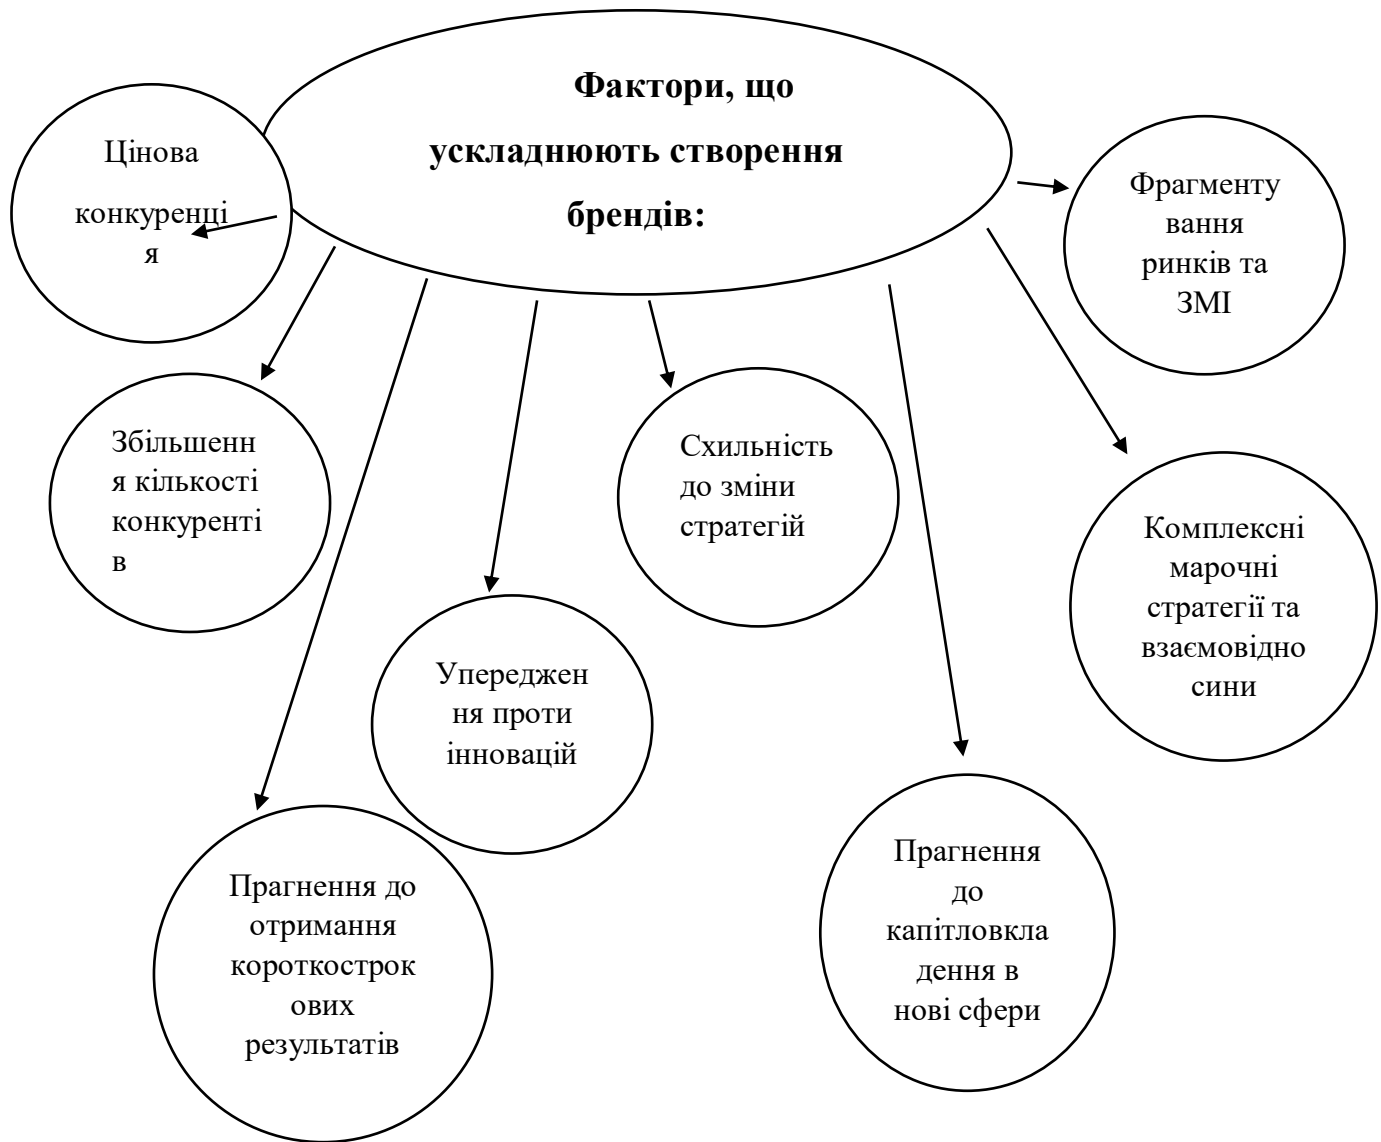 Фактори, що
ускладнюють створення
брендів:
Цінова
конкуренці
я
Фрагменту
вання
ринків та
ЗМІ
Збільшенн
я кількості
конкуренті
в
Схильність
до зміни
стратегій
Комплексні
марочні
стратегії та
взаємовідно
сини
Упереджен
ня проти
інновацій
Прагнення до
отримання
короткострок
ових
результатів
Прагнення
до
капітловкла
дення в
нові сфери